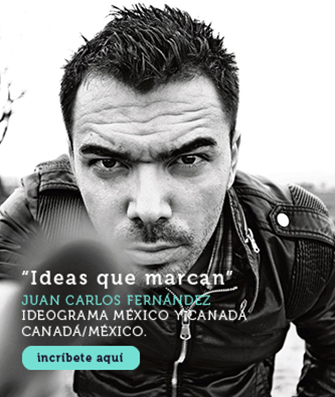 “Ideas que marcan”
JUAN CARLOS FERNÁNDEZ
IDEOGRAMA MÉXICO Y CANADÁ
CANADÁ/MÉXICO.
incríbete aquí